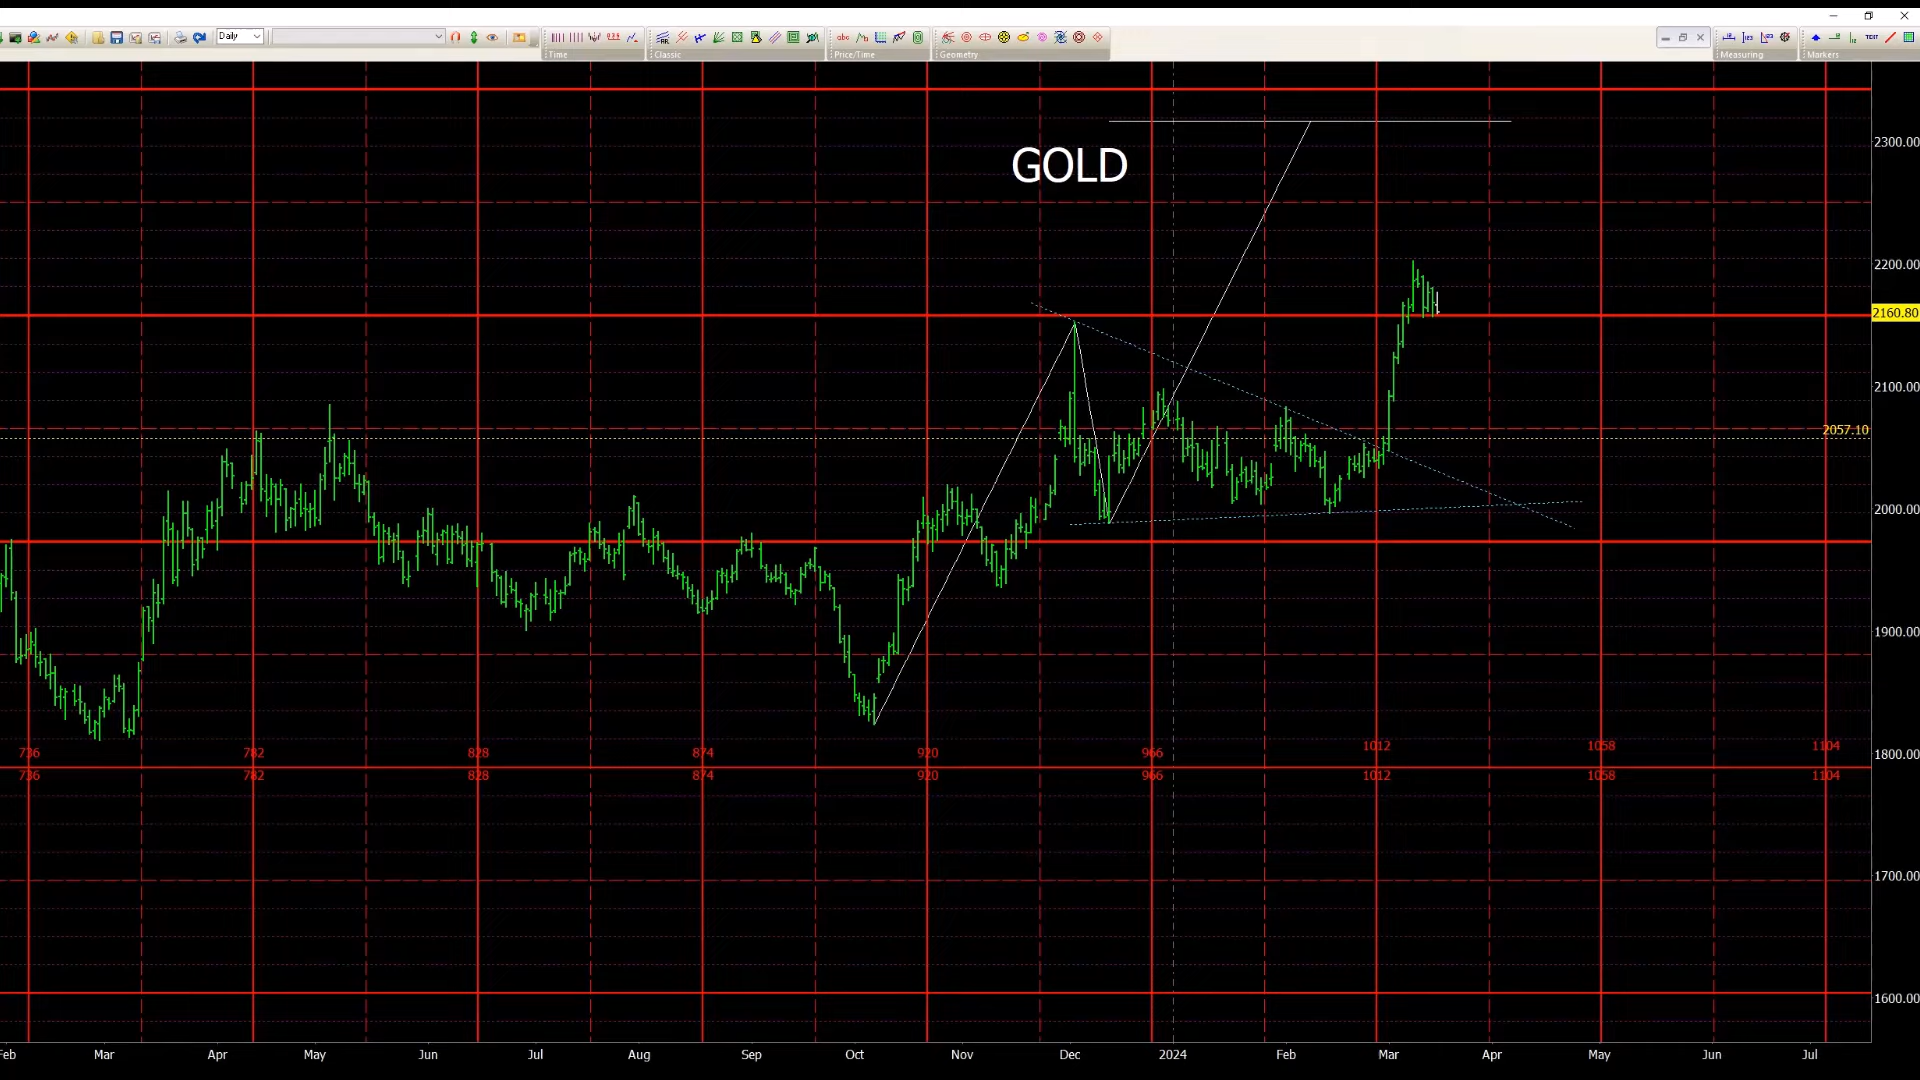 Daily
Time
Classic
Price/Time
Geometry
Measuring
TEXT
Markers
GOLD
2300.00
2200.00
2160.80
2100.00
2057.10
2000.00
1900.00
736 782 828 874 920 966 1012 1058 1104
1800.00
736 782 828 874 920 966 1012 1058 1104
1700.00
1600.00
Feb Mar Apr May Jun Jul Aug Sep Oct Nov Dec 2024 Feb Mar Apr May Jun Jul